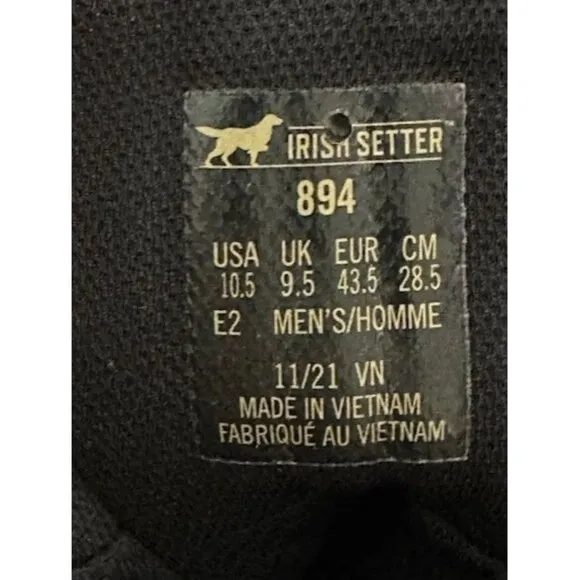 IRISH SETTER™
894
USA UK EUR CM
10.5 9.5 43.5 28.5
E2 MEN'S/HOMME
11/21 VN
MADE IN VIETNAM
FABRIQUÉ AU VIETNAM